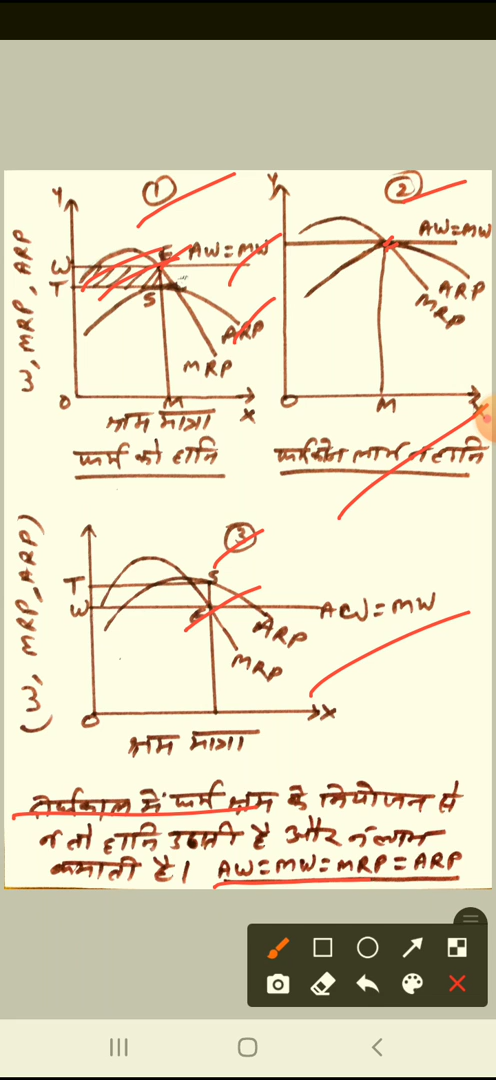 ①
Y
W, MRP, ARP
W
E
AW=MW
T
S
ARP
MRP
O
M
X
श्रम मात्रा
फर्म को हानि
②
Y
AW=MW
ARP
MRP
O
M
X
फर्म को न लाभ न हानि
③
(W, MRP, ARP)
T
S
W
E
AW=MW
ARP
MRP
O
X
श्रम मात्रा
दीर्घकाल में फर्म श्रम के नियोजन से
न तो हानि उठाती है और न लाभ
कमाती है। AW=MW=MRP=ARP